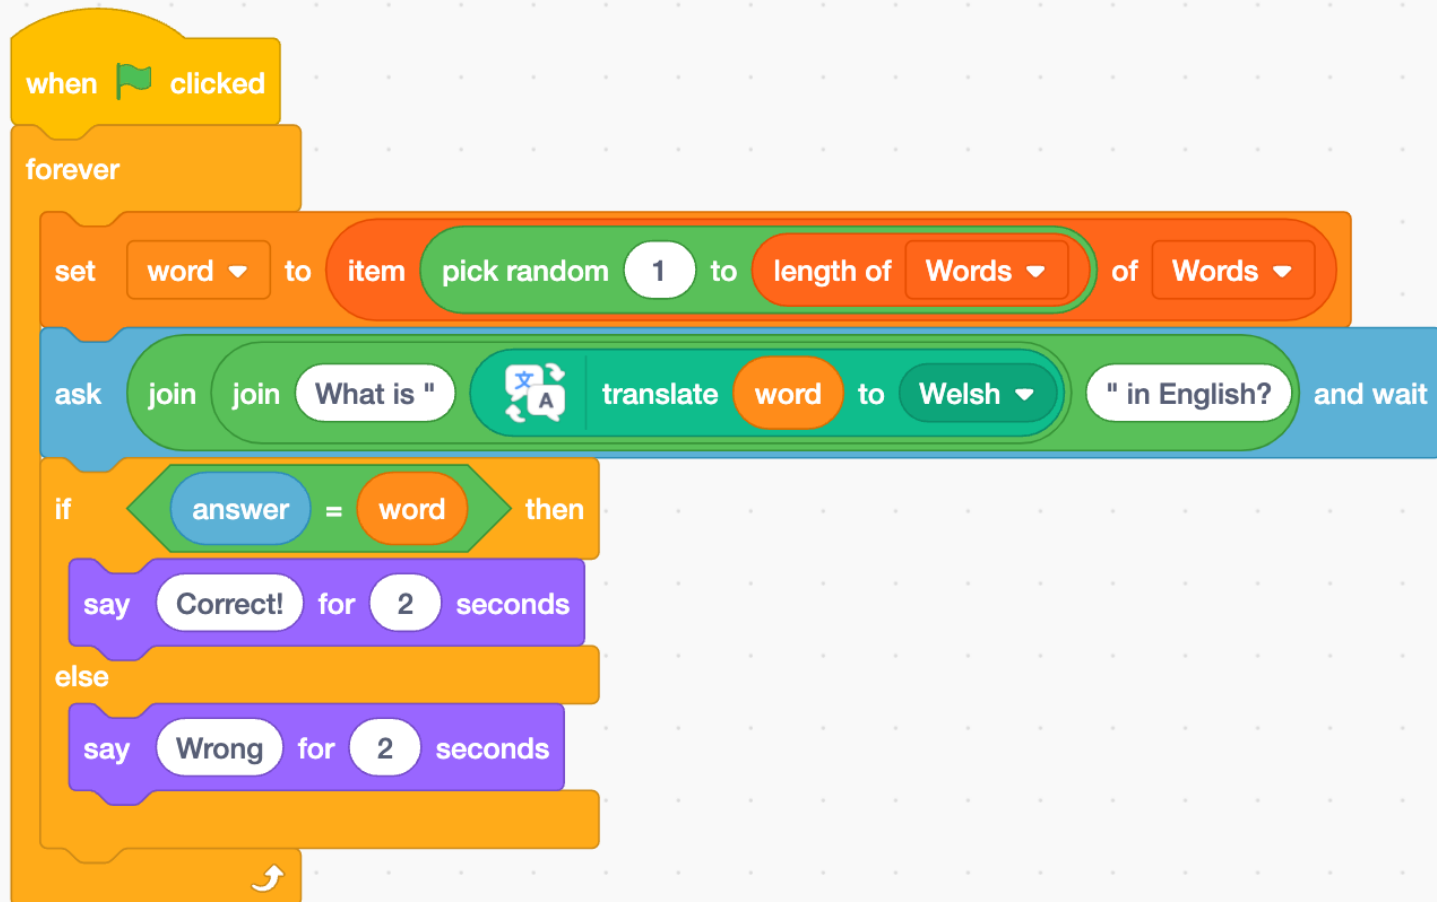 when clicked
forever
set word to item pick random 1 to length of Words of Words
ask join join What is " translate word to Welsh " in English? and wait
if answer = word then
say Correct! for 2 seconds
else
say Wrong for 2 seconds